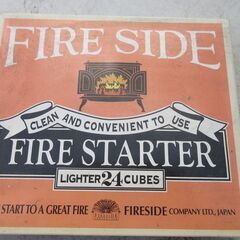 FIRE SIDE
CLEAN AND CONVENIENT TO USE
FIRE STARTER
LIGHTER 24 CUBES
START TO A GREAT FIRE FIRESIDE COMPANY LTD., JAPAN